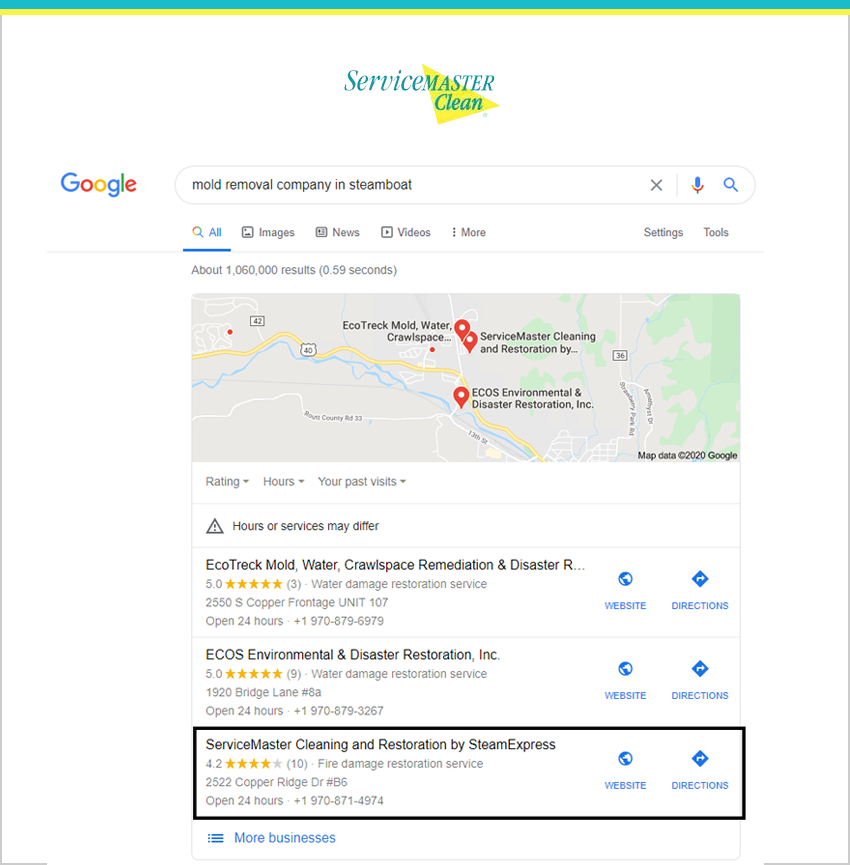 ServiceMASTER
Clean
Google
mold removal company in steamboat
All Images News Videos More Settings Tools
About 1,060,000 results (0.59 seconds)
42
EcoTreck Mold, Water,
Crawlspace...
ServiceMaster Cleaning
and Restoration by...
40
36
ECOS Environmental &
Disaster Restoration, Inc.
Routt County Rd 33
13th St
Strawberry Park Rd
Amethyst Dr
Map data ©2020 Google
Rating Hours Your past visits
Hours or services may differ
EcoTreck Mold, Water, Crawlspace Remediation & Disaster R...
5.0 ★★★★★ (3) · Water damage restoration service
2550 S Copper Frontage UNIT 107
Open 24 hours · +1 970-879-6979
WEBSITE DIRECTIONS
ECOS Environmental & Disaster Restoration, Inc.
5.0 ★★★★★ (9) · Water damage restoration service
1920 Bridge Lane #8a
Open 24 hours · +1 970-879-3267
WEBSITE DIRECTIONS
ServiceMaster Cleaning and Restoration by SteamExpress
4.2 ★★★★★ (10) · Fire damage restoration service
2522 Copper Ridge Dr #B6
Open 24 hours · +1 970-871-4974
WEBSITE DIRECTIONS
More businesses